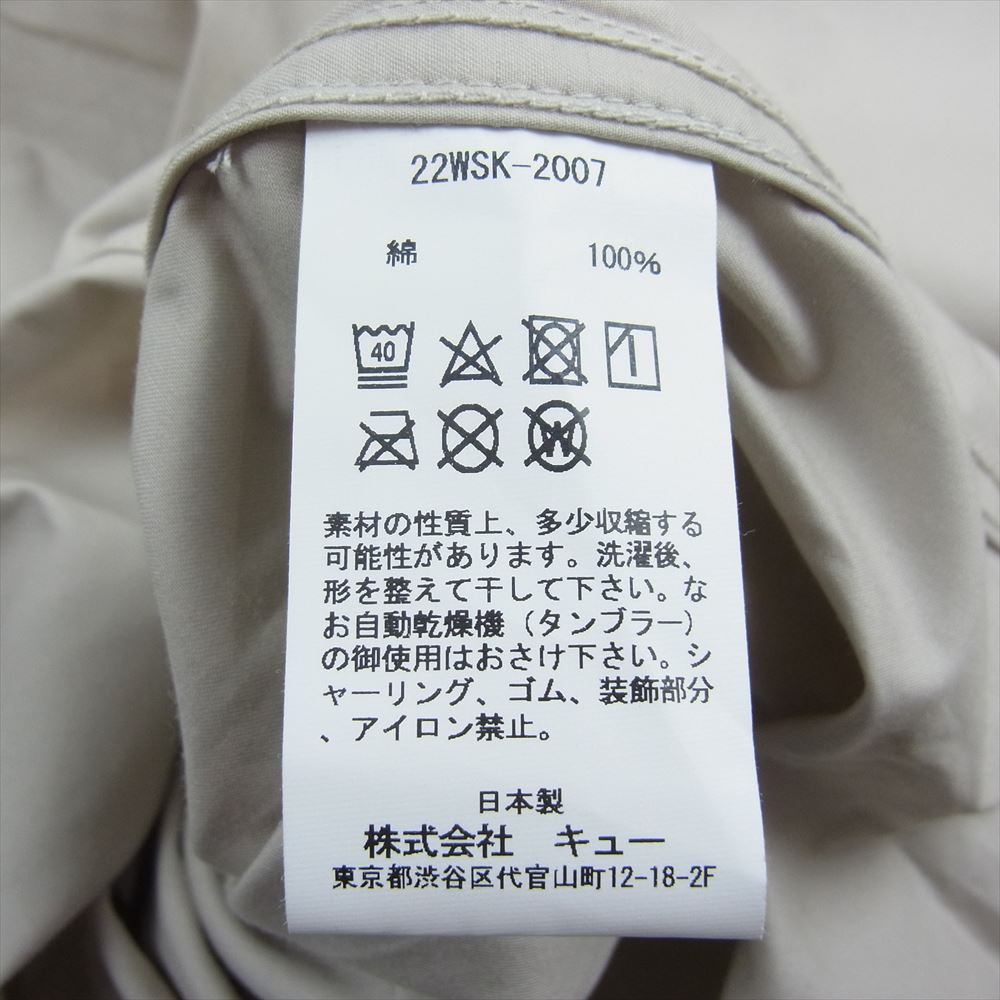 22WSK-2007
綿 100%
40
W
素材の性質上、多少収縮する
可能性があります。洗濯後、
形を整えて干して下さい。な
お自動乾燥機(タンブラー)
の御使用はおさけ下さい。シ
ャーリング、ゴム、装飾部分
、アイロン禁止。
日本製
株式会社 キュー
東京都渋谷区代官山町12-18-2F